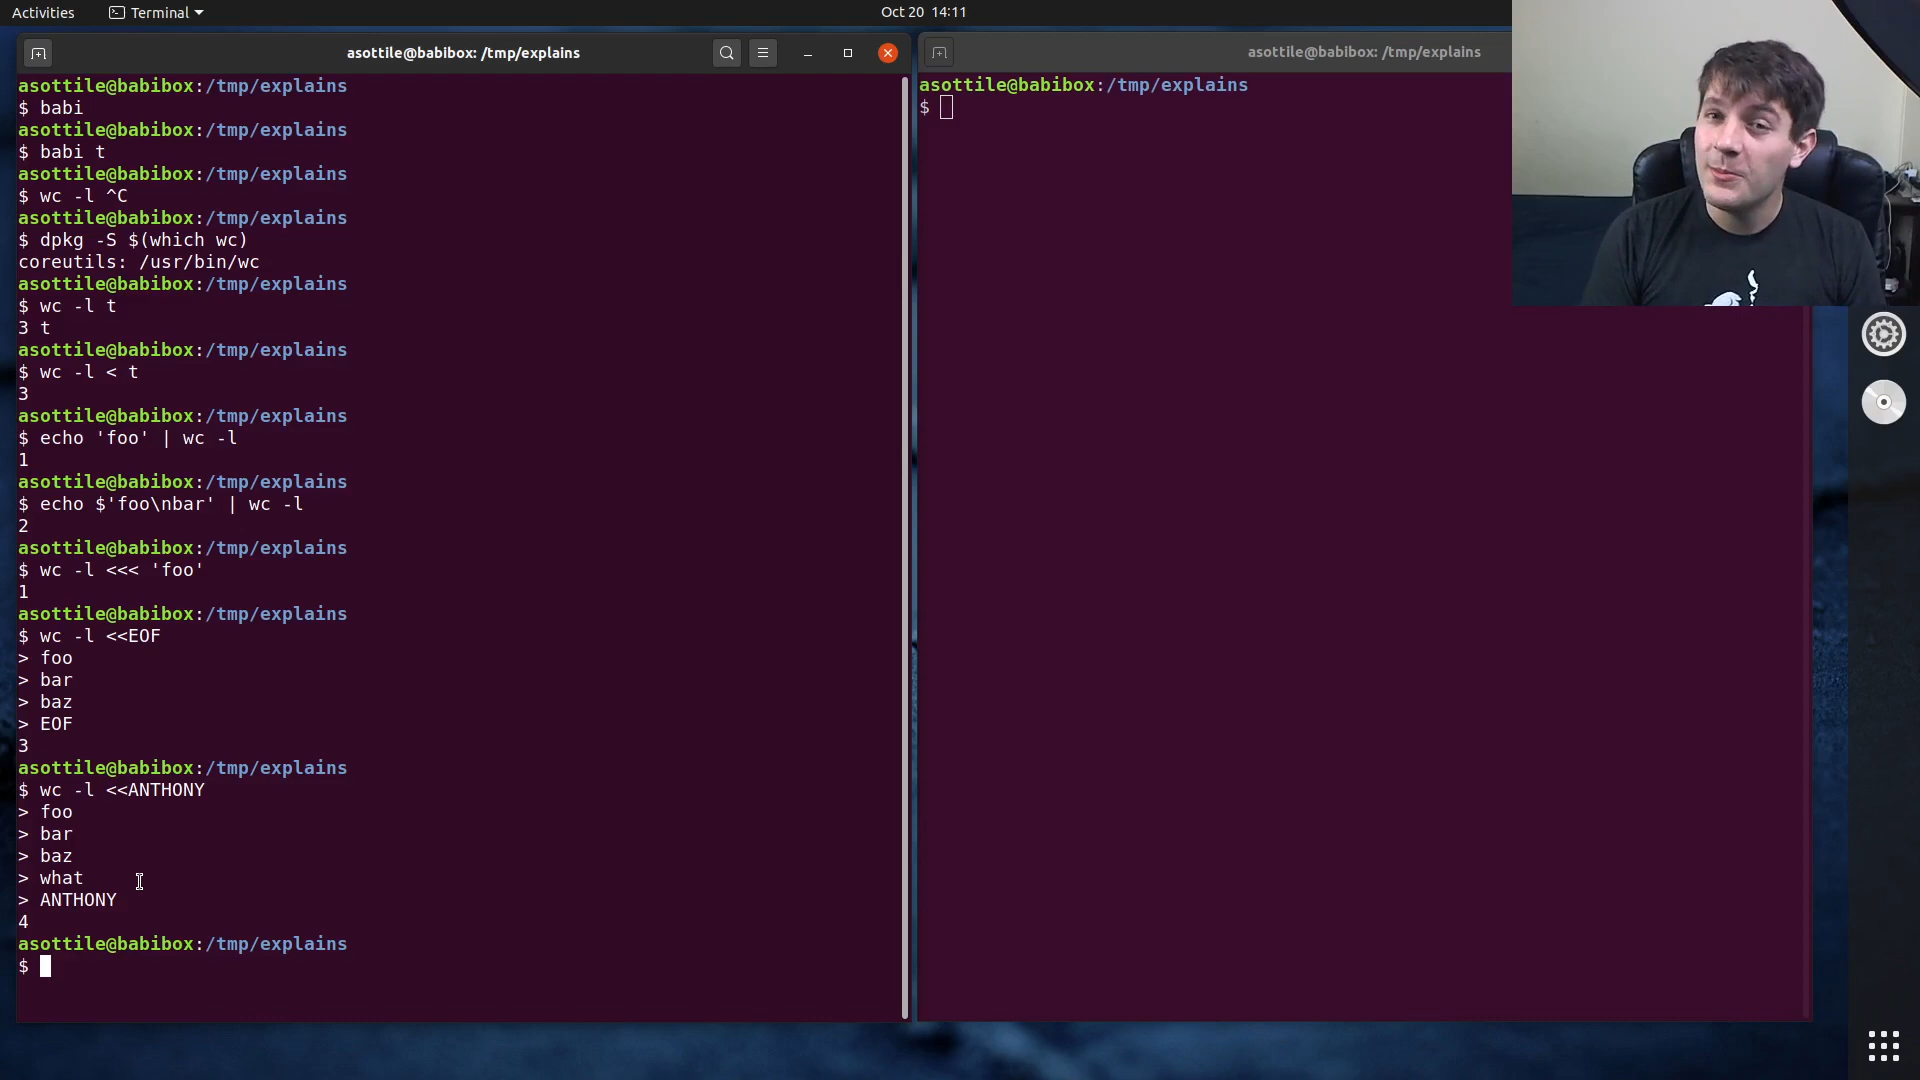 Activities
Terminal
Oct 20 14:11
asottile@babibox: /tmp/explains
asottile@babibox:/tmp/explains
$ babi
asottile@babibox:/tmp/explains
$ babi t
asottile@babibox:/tmp/explains
$ wc -l ^C
asottile@babibox:/tmp/explains
$ dpkg -S $(which wc)
coreutils: /usr/bin/wc
asottile@babibox:/tmp/explains
$ wc -l t
3 t
asottile@babibox:/tmp/explains
$ wc -l < t
3
asottile@babibox:/tmp/explains
$ echo 'foo' | wc -l
1
asottile@babibox:/tmp/explains
$ echo $'foo\nbar' | wc -l
2
asottile@babibox:/tmp/explains
$ wc -l <<< 'foo'
1
asottile@babibox:/tmp/explains
$ wc -l <<EOF
> foo
> bar
> baz
> EOF
3
asottile@babibox:/tmp/explains
$ wc -l <<ANTHONY
> foo
> bar
> baz
> what
> ANTHONY
4
asottile@babibox:/tmp/explains
$
asottile@babibox: /tmp/explains
asottile@babibox:/tmp/explains
$